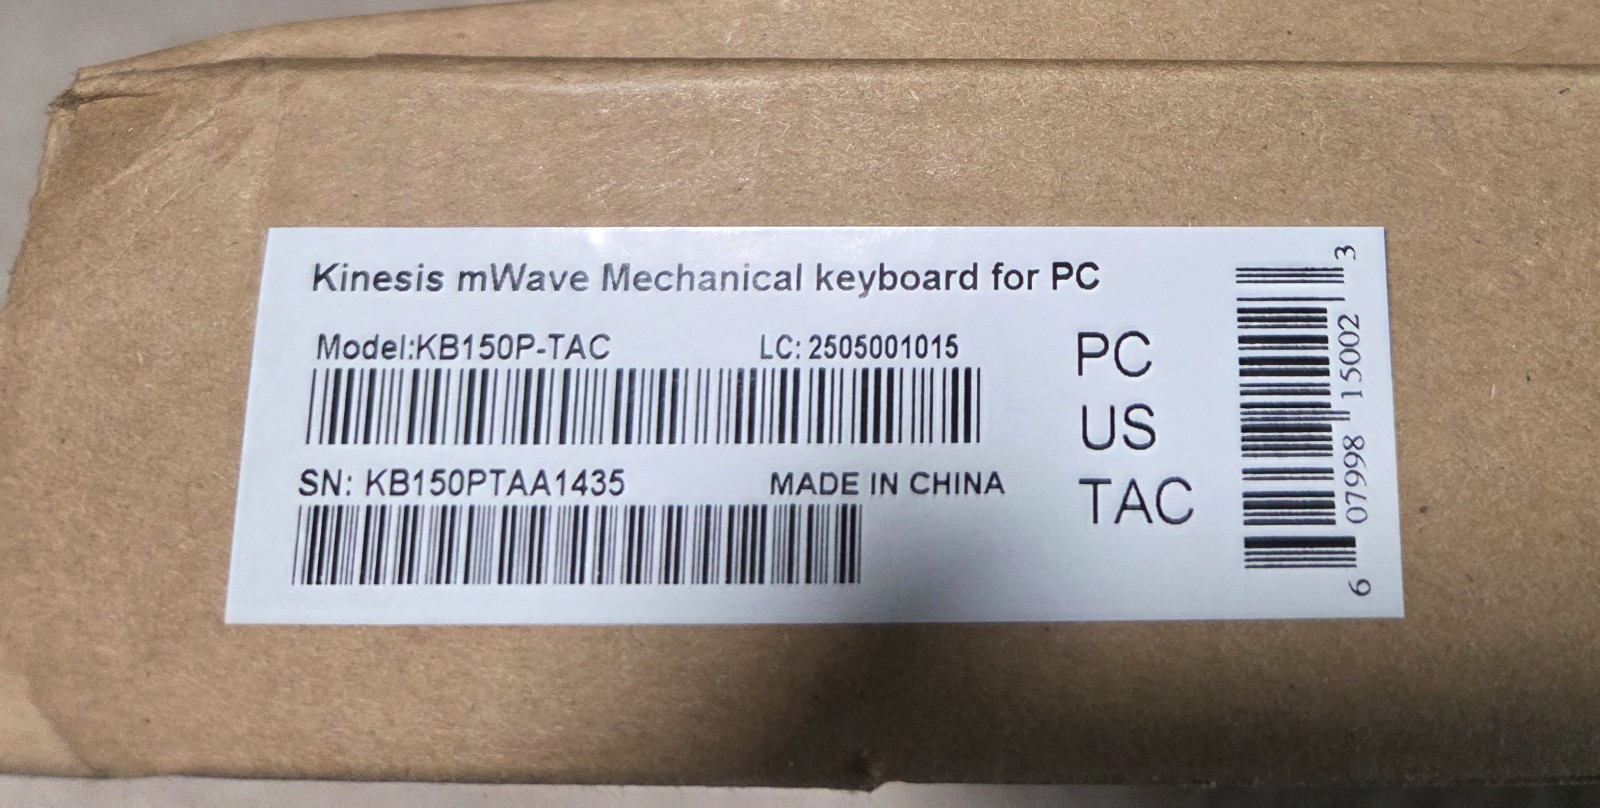 Kinesis mWave Mechanical keyboard for PC
Model:KB150P-TAC LC: 2505001015
SN: KB150PTAA1435 MADE IN CHINA
PC
US
TAC
6 07998 15002 3